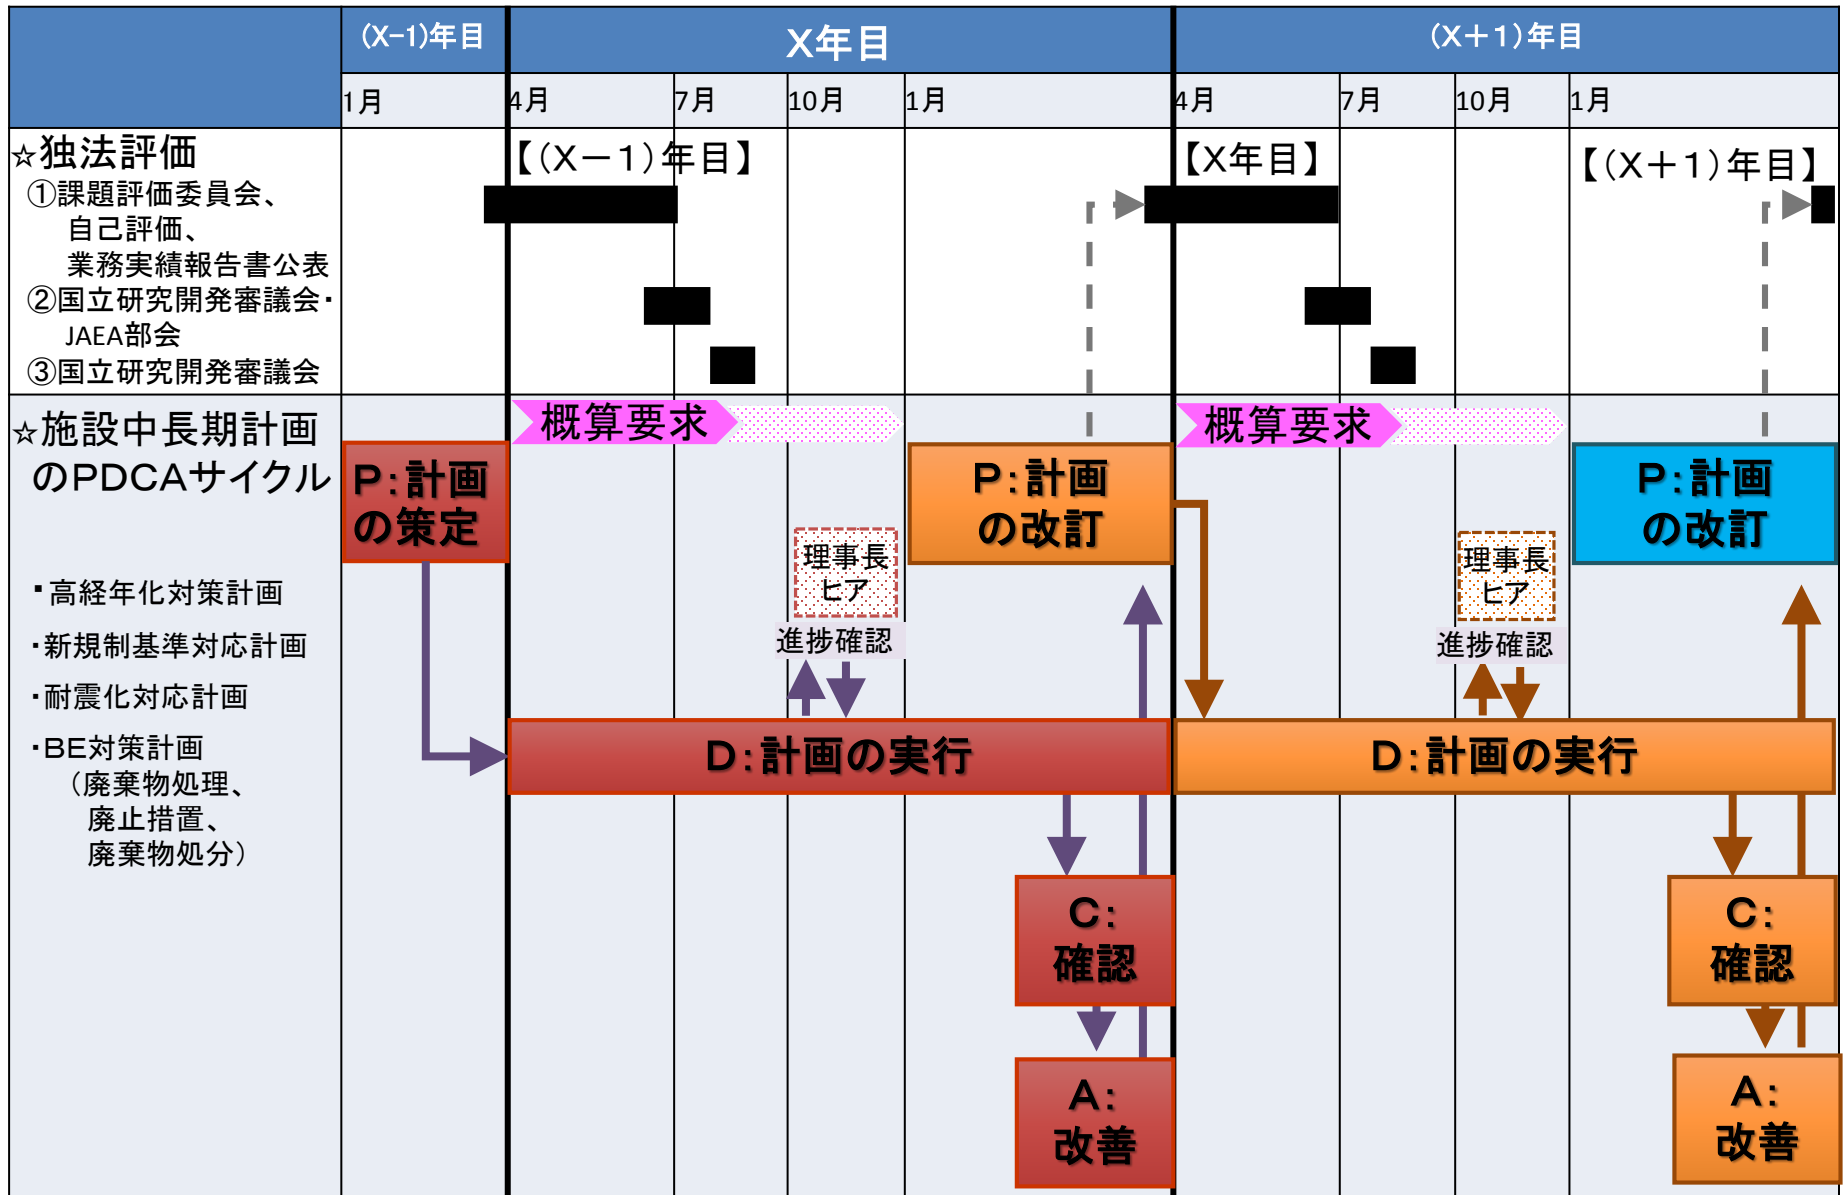 (X-1)年目
X年目
(X+1)年目
1月
4月
7月
10月
1月
4月
7月
10月
1月
☆独法評価
①課題評価委員会、
自己評価、
業務実績報告書公表
②国立研究開発審議会・
JAEA部会
③国立研究開発審議会
【(X-1)年目】
【X年目】
【(X+1)年目】
☆施設中長期計画
のPDCAサイクル
・高経年化対策計画
・新規制基準対応計画
・耐震化対応計画
・BE対策計画
(廃棄物処理、
廃止措置、
廃棄物処分)
概算要求
概算要求
P:計画
の策定
P:計画
の改訂
P:計画
の改訂
理事長
ヒア
進捗確認
理事長
ヒア
進捗確認
D:計画の実行
D:計画の実行
C:
確認
C:
確認
A:
改善
A:
改善